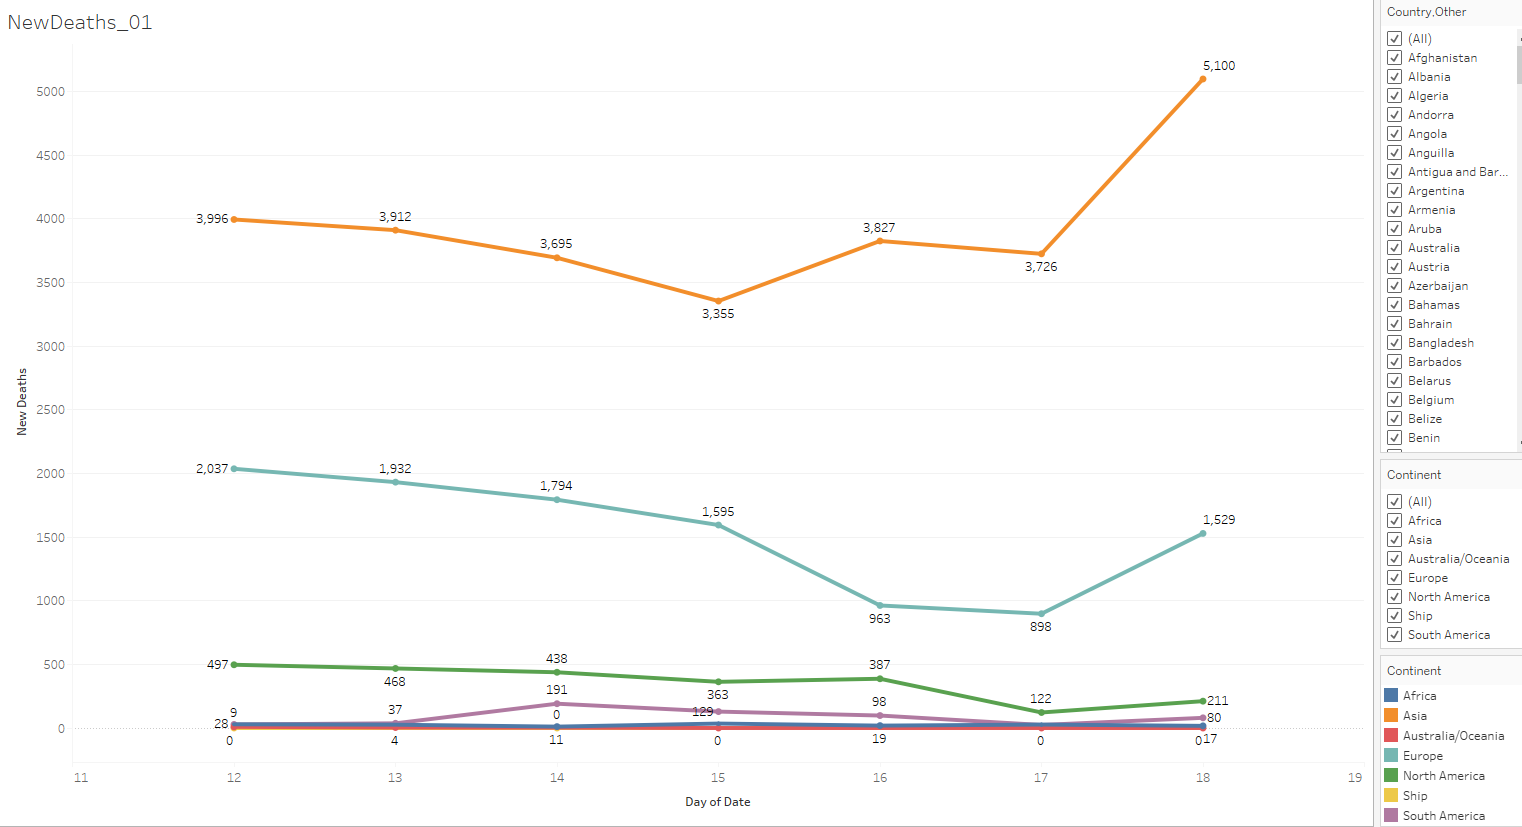 NewDeaths_01
5,100
5000
4500
4000
3500
3000
2500
2000
1500
1000
500
0
New Deaths
3,996
3,912
3,695
3,355
3,827
3,726
2,037
1,932
1,794
1,595
963
898
1,529
497
468
438
363
387
122
211
9
37
191
129
98
80
28
0
0
4
11
0
19
0
0
17
11
12
13
14
15
16
17
18
19
Day of Date
Country,Other
(All)
Afghanistan
Albania
Algeria
Andorra
Angola
Anguilla
Antigua and Bar...
Argentina
Armenia
Aruba
Australia
Austria
Azerbaijan
Bahamas
Bahrain
Bangladesh
Barbados
Belarus
Belgium
Belize
Benin
Continent
(All)
Africa
Asia
Australia/Oceania
Europe
North America
Ship
South America
Continent
Africa
Asia
Australia/Oceania
Europe
North America
Ship
South America